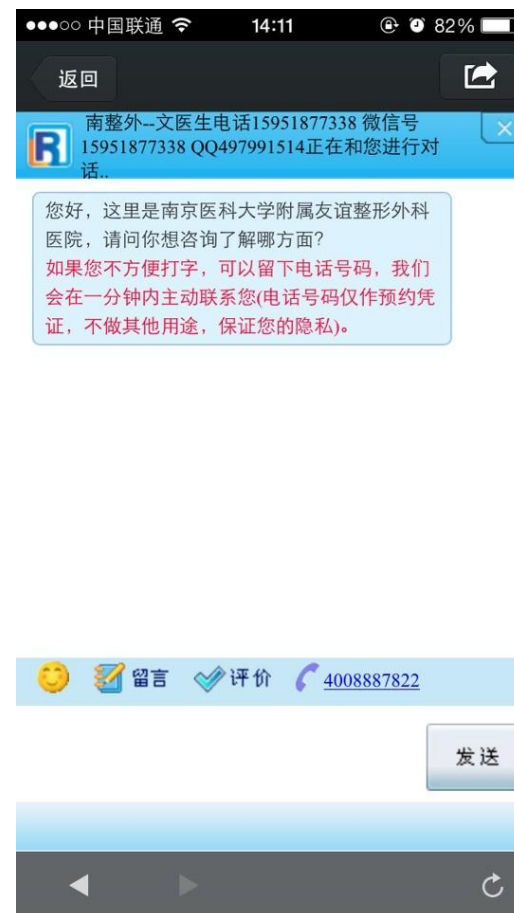 中国联通 14:11 82%
返回
南整外--文医生电话15951877338 微信号
15951877338 QQ497991514正在和您进行对
话..
您好，这里是南京医科大学附属友谊整形外科
医院，请问你想咨询了解哪方面？
如果您不方便打字，可以留下电话号码，我们
会在一分钟内主动联系您(电话号码仅作预约凭
证，不做其他用途，保证您的隐私)。
留言 评价 4008887822
发送